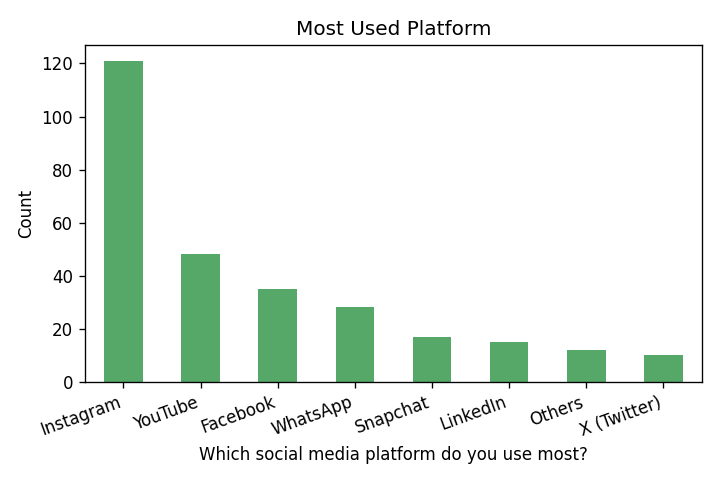 Most Used Platform
Count
120
100
80
60
40
20
0
Instagram
YouTube
Facebook
WhatsApp
Snapchat
LinkedIn
Others
X (Twitter)
Which social media platform do you use most?